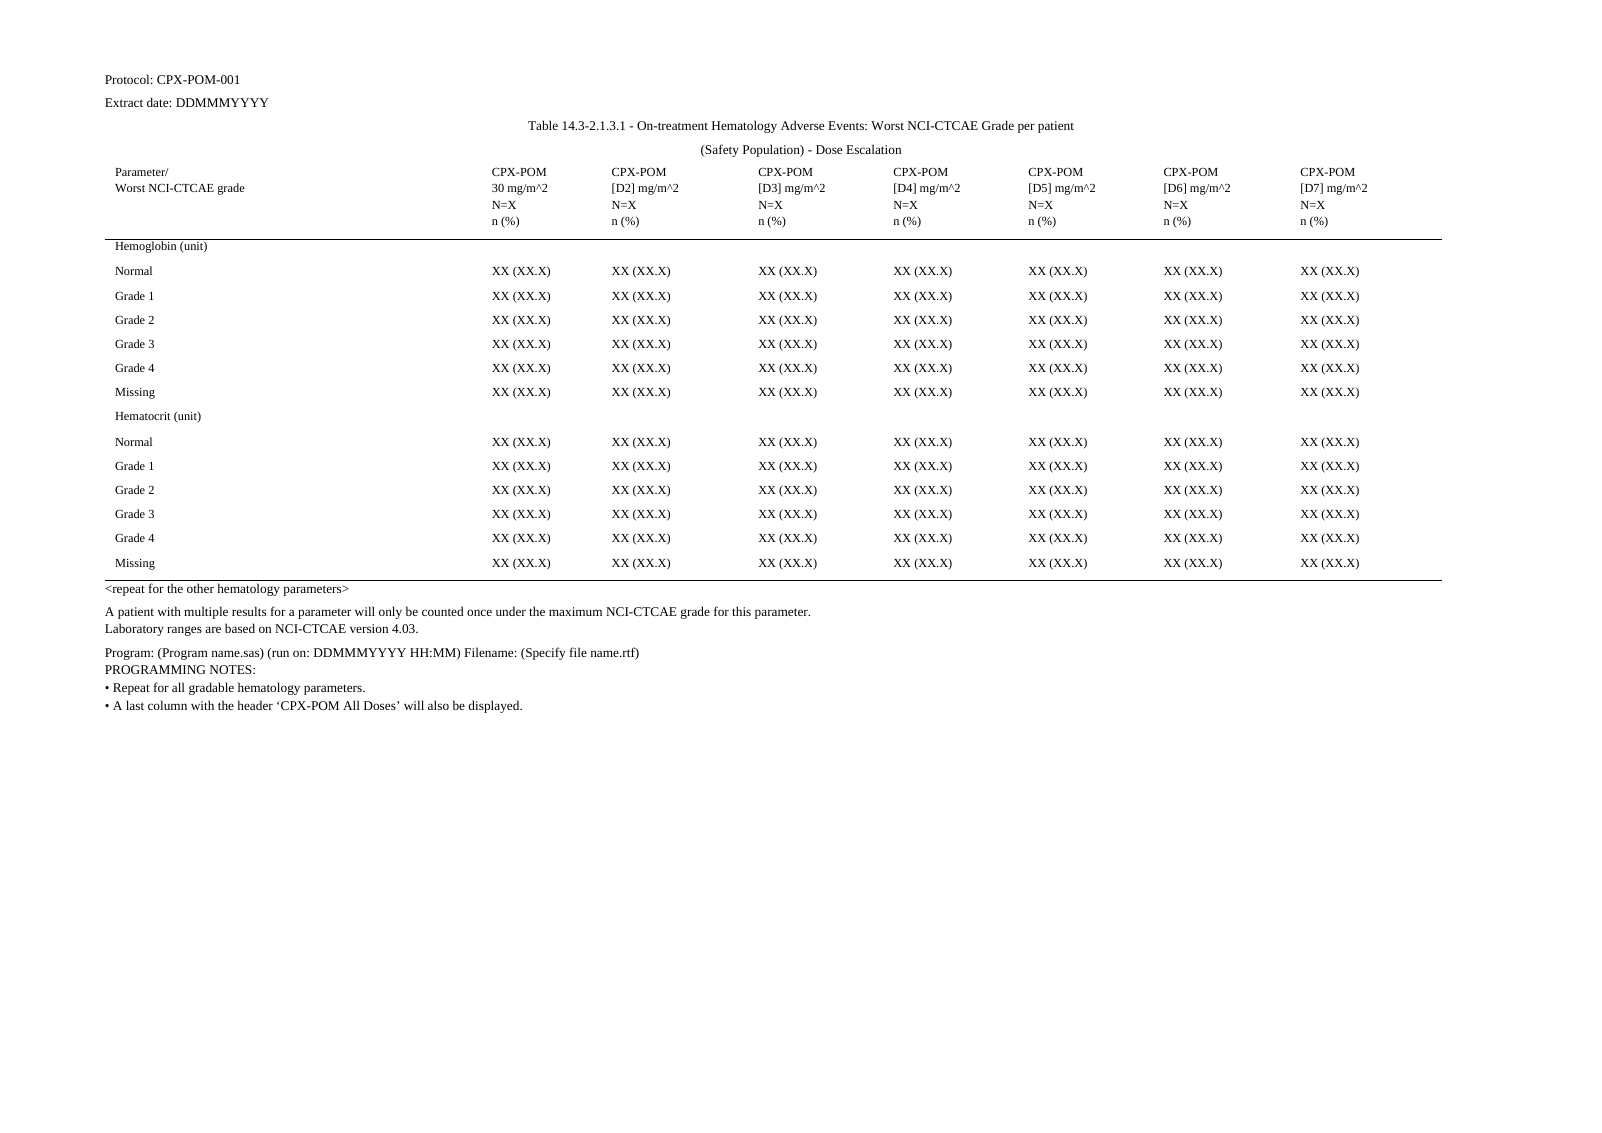 Protocol: CPX-POM-001
Extract date: DDMMMYYYY
Table 14.3-2.1.3.1 - On-treatment Hematology Adverse Events: Worst NCI-CTCAE Grade per patient
(Safety Population) - Dose Escalation
Parameter/ CPX-POM CPX-POM CPX-POM CPX-POM CPX-POM CPX-POM CPX-POM
Worst NCI-CTCAE grade 30 mg/m^2 [D2] mg/m^2 [D3] mg/m^2 [D4] mg/m^2 [D5] mg/m^2 [D6] mg/m^2 [D7] mg/m^2
N=X N=X N=X N=X N=X N=X N=X
n (%) n (%) n (%) n (%) n (%) n (%) n (%)
Hemoglobin (unit)
Normal XX (XX.X) XX (XX.X) XX (XX.X) XX (XX.X) XX (XX.X) XX (XX.X) XX (XX.X)
Grade 1 XX (XX.X) XX (XX.X) XX (XX.X) XX (XX.X) XX (XX.X) XX (XX.X) XX (XX.X)
Grade 2 XX (XX.X) XX (XX.X) XX (XX.X) XX (XX.X) XX (XX.X) XX (XX.X) XX (XX.X)
Grade 3 XX (XX.X) XX (XX.X) XX (XX.X) XX (XX.X) XX (XX.X) XX (XX.X) XX (XX.X)
Grade 4 XX (XX.X) XX (XX.X) XX (XX.X) XX (XX.X) XX (XX.X) XX (XX.X) XX (XX.X)
Missing XX (XX.X) XX (XX.X) XX (XX.X) XX (XX.X) XX (XX.X) XX (XX.X) XX (XX.X)
Hematocrit (unit)
Normal XX (XX.X) XX (XX.X) XX (XX.X) XX (XX.X) XX (XX.X) XX (XX.X) XX (XX.X)
Grade 1 XX (XX.X) XX (XX.X) XX (XX.X) XX (XX.X) XX (XX.X) XX (XX.X) XX (XX.X)
Grade 2 XX (XX.X) XX (XX.X) XX (XX.X) XX (XX.X) XX (XX.X) XX (XX.X) XX (XX.X)
Grade 3 XX (XX.X) XX (XX.X) XX (XX.X) XX (XX.X) XX (XX.X) XX (XX.X) XX (XX.X)
Grade 4 XX (XX.X) XX (XX.X) XX (XX.X) XX (XX.X) XX (XX.X) XX (XX.X) XX (XX.X)
Missing XX (XX.X) XX (XX.X) XX (XX.X) XX (XX.X) XX (XX.X) XX (XX.X) XX (XX.X)
<repeat for the other hematology parameters>
A patient with multiple results for a parameter will only be counted once under the maximum NCI-CTCAE grade for this parameter.
Laboratory ranges are based on NCI-CTCAE version 4.03.
Program: (Program name.sas) (run on: DDMMMYYYY HH:MM) Filename: (Specify file name.rtf)
PROGRAMMING NOTES:
• Repeat for all gradable hematology parameters.
• A last column with the header ‘CPX-POM All Doses’ will also be displayed.